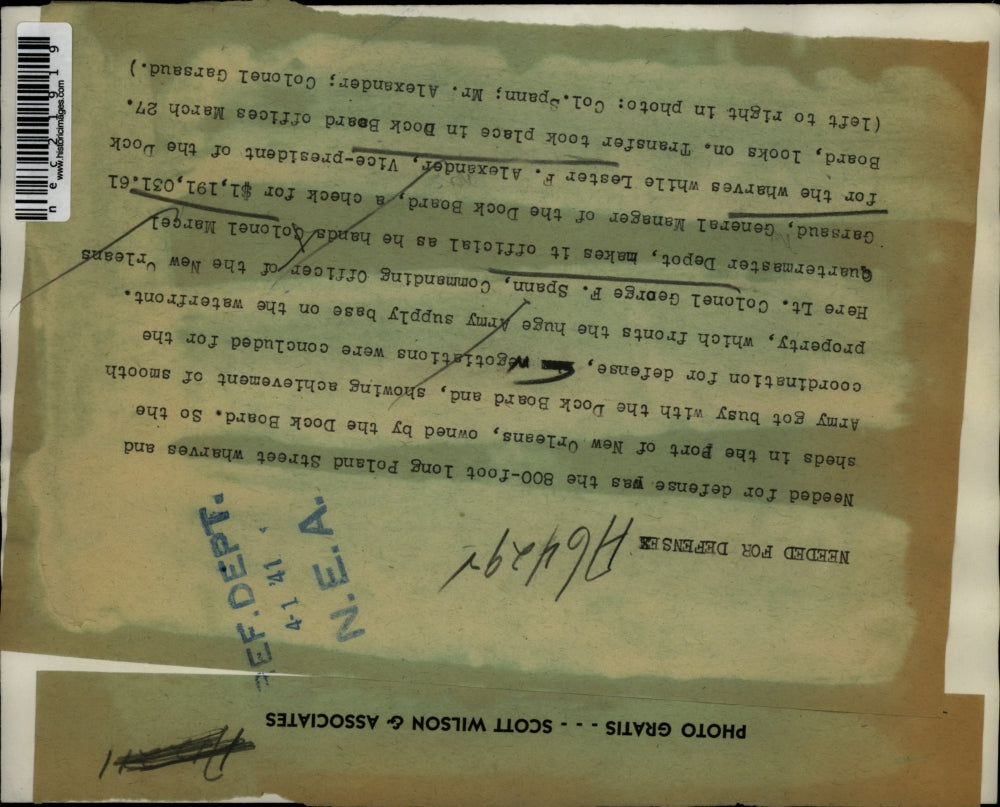 PHOTO GRATIS - - - SCOTT WILSON & ASSOCIATES
REF. DEPT.
4-1 '41
N.E.A.
A6429
NEEDED FOR DEFENSE
Needed for defense was the 800-foot long Poland Street wharves and
sheds in the Port of New Orleans, owned by the Dock Board. So the
Army got busy with the Dock Board and, showing achievement of smooth
coordination for defense, Negotiations were concluded for the
property, which fronts the huge Army supply base on the waterfront.
Here Lt. Colonel George F. Spann, Commanding Officer of the New Orleans
Quartermaster Depot, makes it official as he hands Colonel Marcel
Garsaud, General Manager of the Dock Board, a check for $1,191,031.61
for the wharves while Lester F. Alexander, Vice-president of the Dock
Board, looks on. Transfer took place in Dock Board offices March 27.
(left to right in photo: Col. Spann; Mr. Alexander; Colonel Garsaud.)
www.historicimages.com
nec21919